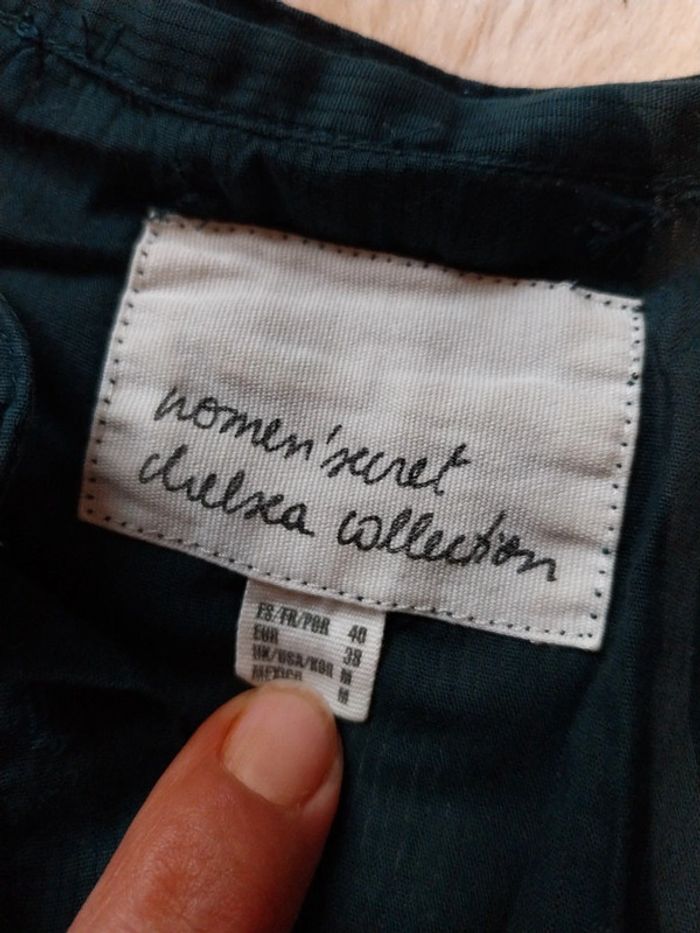 women'secret
chelsea collection
ES/FR/POR 40
EUR 38
UK/USA/KOR M
MEXICO M